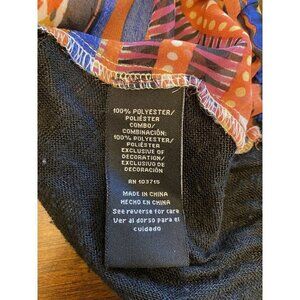 100% POLYESTER/
POLIÉSTER
COMBO/
COMBINACIÓN:
100% POLYESTER/
POLIÉSTER
EXCLUSIVE OF
DECORATION/
EXCLUSIVO DE
DECORACIÓN
RN 103715
MADE IN CHINA
HECHO EN CHINA
See reverse for care
Ver al dorso para el
cuidado